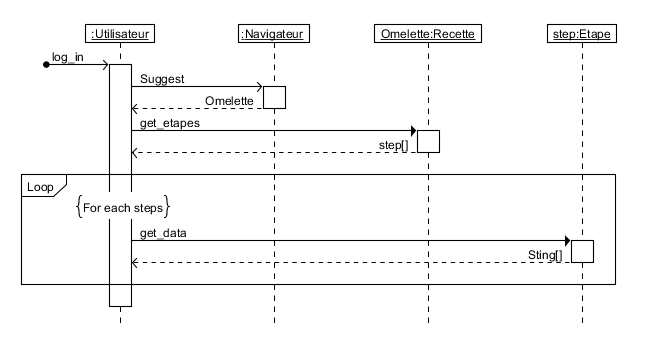 :Utilisateur
:Navigateur
Omelette:Recette
step:Etape
log_in
Suggest
Omelette
get_etapes
step[]
Loop
{For each steps}
get_data
Sting[]